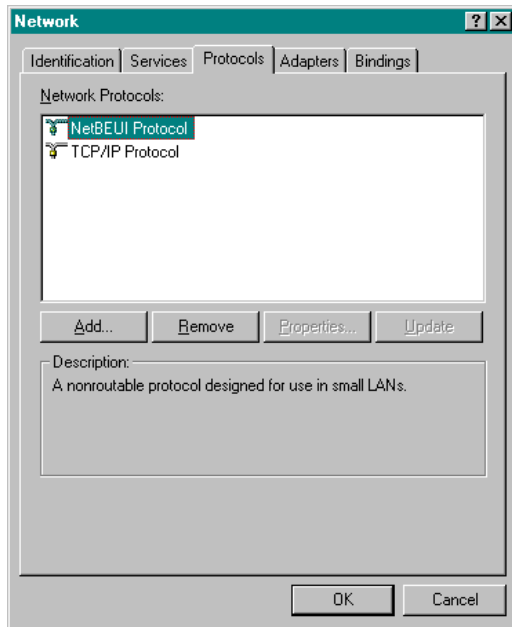 Network
Identification Services Protocols Adapters Bindings
Network Protocols:
NetBEUI Protocol
TCP/IP Protocol
Add... Remove Properties... Update
Description:
A nonroutable protocol designed for use in small LANs.
OK Cancel